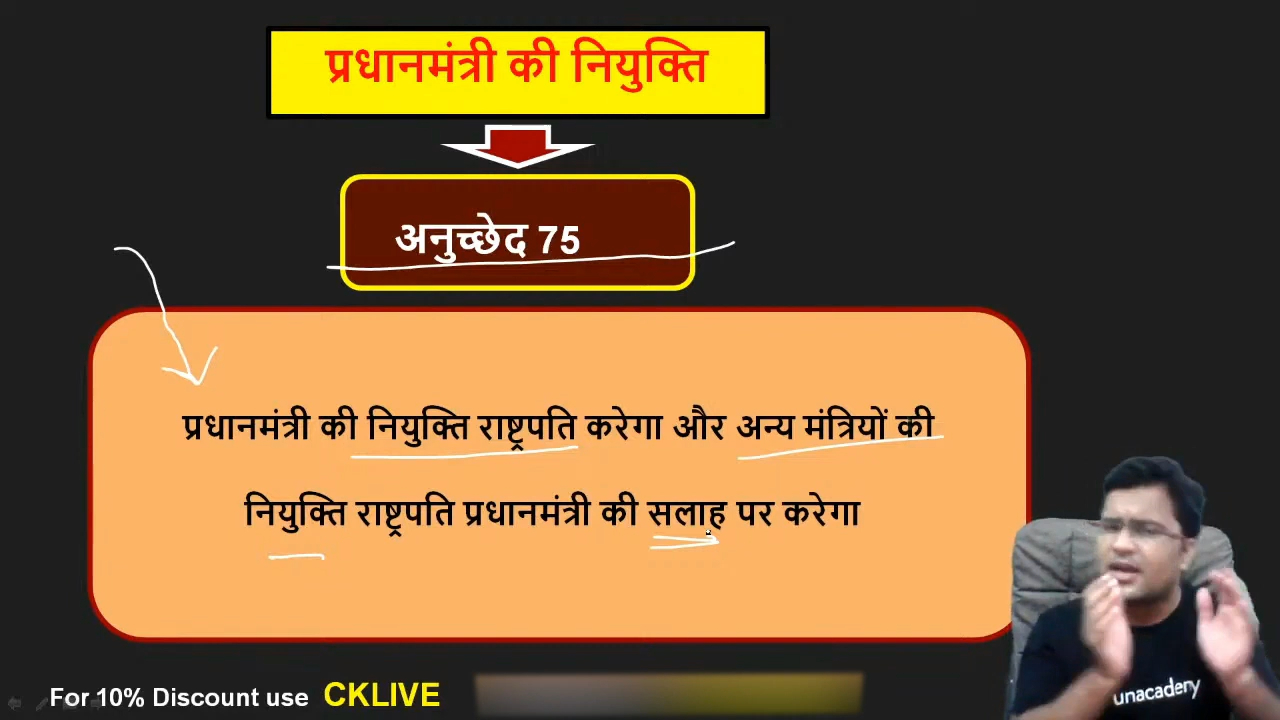 प्रधानमंत्री की नियुक्ति
अनुच्छेद 75
प्रधानमंत्री की नियुक्ति राष्ट्रपति करेगा और अन्य मंत्रियों की
नियुक्ति राष्ट्रपति प्रधानमंत्री की सलाह पर करेगा
unacadery
For 10% Discount use CKLIVE